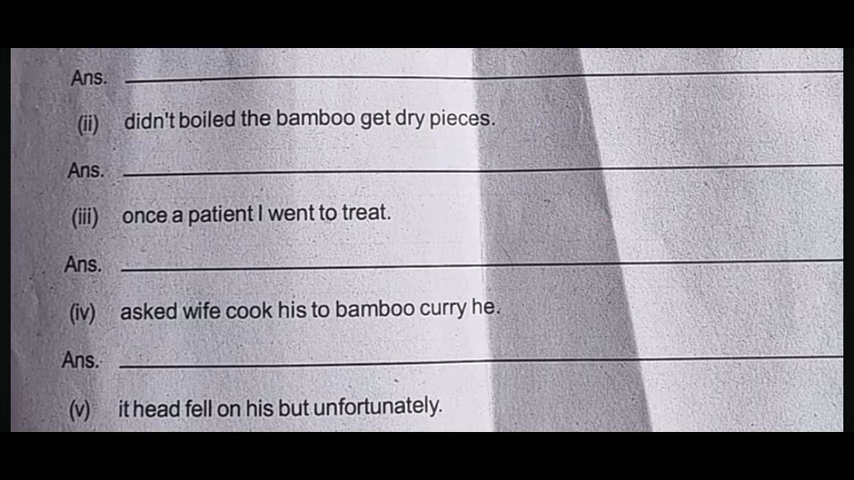 Ans.
(ii) didn't boiled the bamboo get dry pieces.
Ans.
(iii) once a patient I went to treat.
Ans.
(iv) asked wife cook his to bamboo curry he.
Ans.
(v) it head fell on his but unfortunately.